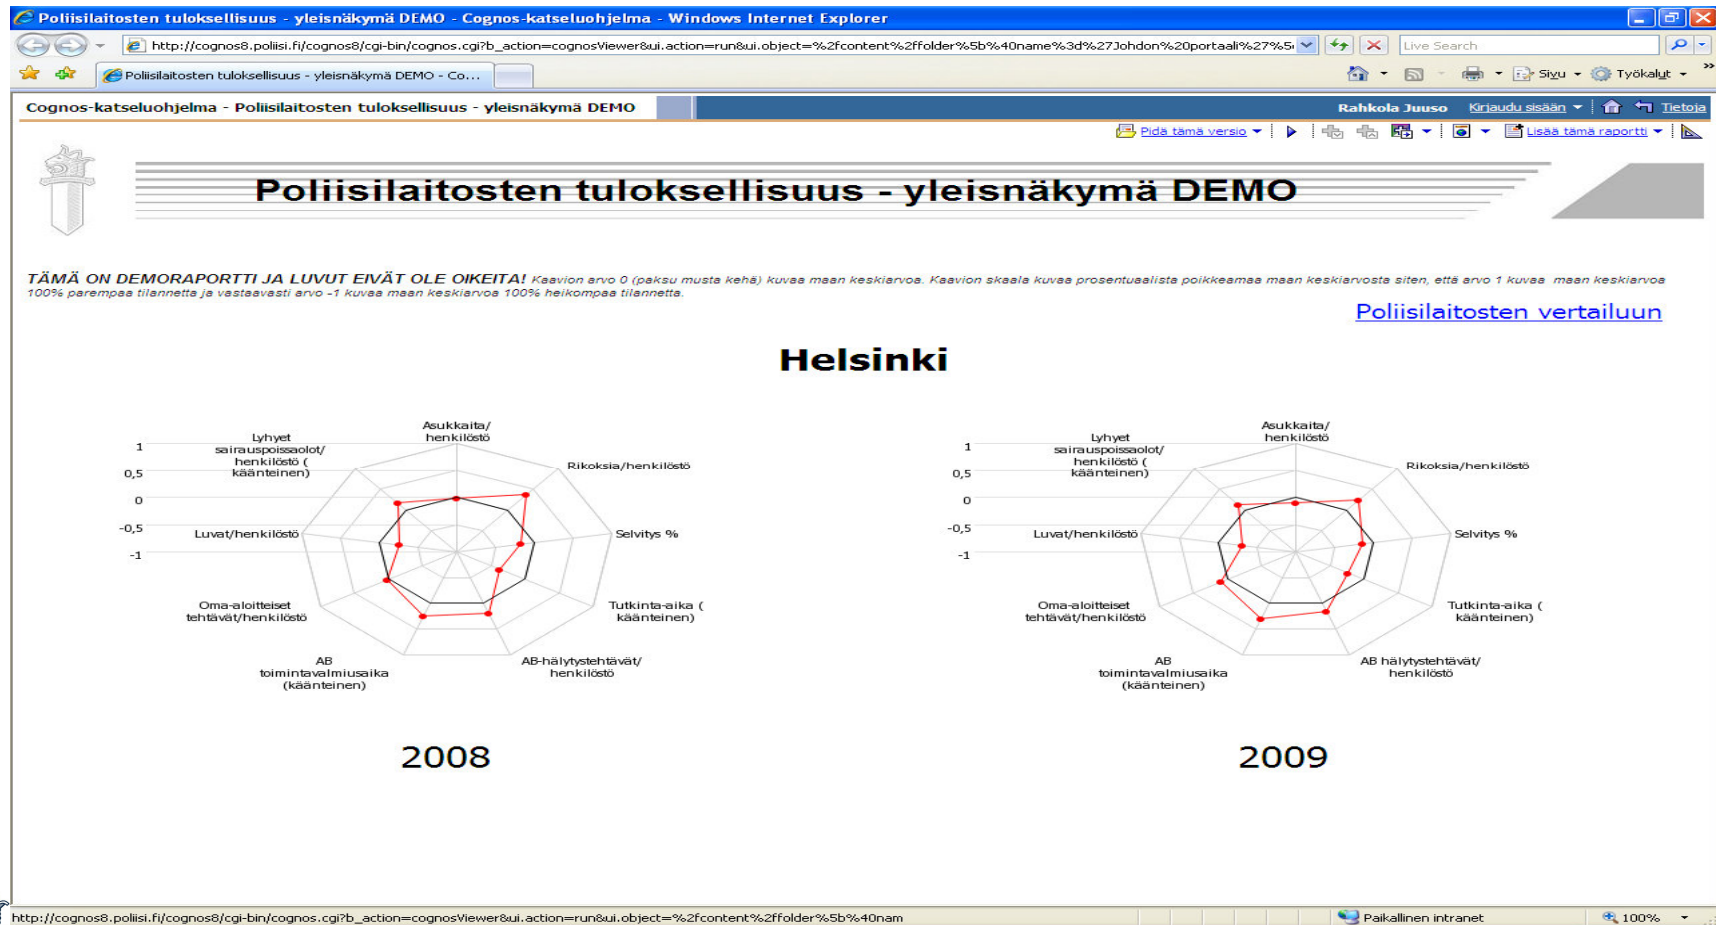 Poliisilaitosten tuloksellisuus - yleisnäkymä DEMO - Cognos-katseluohjelma - Windows Internet Explorer
http://cognos8.poliisi.fi/cognos8/cgi-bin/cognos.cgi?b_action=cognosViewer&ui.action=run&ui.object=%2fcontent%2ffolder%5b%40name%3d%27Johdon%20portaali%27%5
Live Search
Poliisilaitosten tuloksellisuus - yleisnäkymä DEMO - Co...
Sivu
Työkalut
Cognos-katseluohjelma - Poliisilaitosten tuloksellisuus - yleisnäkymä DEMO
Rahkola Juuso Kirjaudu sisään Tietoja
Pidä tämä versio Lisää tämä raportti
Poliisilaitosten tuloksellisuus - yleisnäkymä DEMO
TÄMÄ ON DEMORAPORTTI JA LUVUT EIVÄT OLE OIKEITA! Kaavion arvo 0 (paksu musta kehä) kuvaa maan keskiarvoa. Kaavion skaala kuvaa prosentuaalista poikkeamaa maan keskiarvosta siten, että arvo 1 kuvaa maan keskiarvoa
100% parempaa tilannetta ja vastaavasti arvo -1 kuvaa maan keskiarvoa 100% heikompaa tilannetta.
Poliisilaitosten vertailuun
Helsinki
Asukkaita/
henkilöstö
Rikoksia/henkilöstö
Selvitys %
Tutkinta-aika (
käänteinen)
AB-hälytystehtävät/
henkilöstö
AB
toimintavalmiusaika
(käänteinen)
Oma-aloitteiset
tehtävät/henkilöstö
Luvat/henkilöstö
Lyhyet
sairauspoissaolot/
henkilöstö (
käänteinen)
1
0,5
0
-0,5
-1
2008
Asukkaita/
henkilöstö
Rikoksia/henkilöstö
Selvitys %
Tutkinta-aika (
käänteinen)
AB hälytystehtävät/
henkilöstö
AB
toimintavalmiusaika
(käänteinen)
Oma-aloitteiset
tehtävät/henkilöstö
Luvat/henkilöstö
Lyhyet
sairauspoissaolot/
henkilöstö (
käänteinen)
1
0,5
0
-0,5
-1
2009
http://cognos8.poliisi.fi/cognos8/cgi-bin/cognos.cgi?b_action=cognosViewer&ui.action=run&ui.object=%2fcontent%2ffolder%5b%40nam
Paikallinen intranet
100%